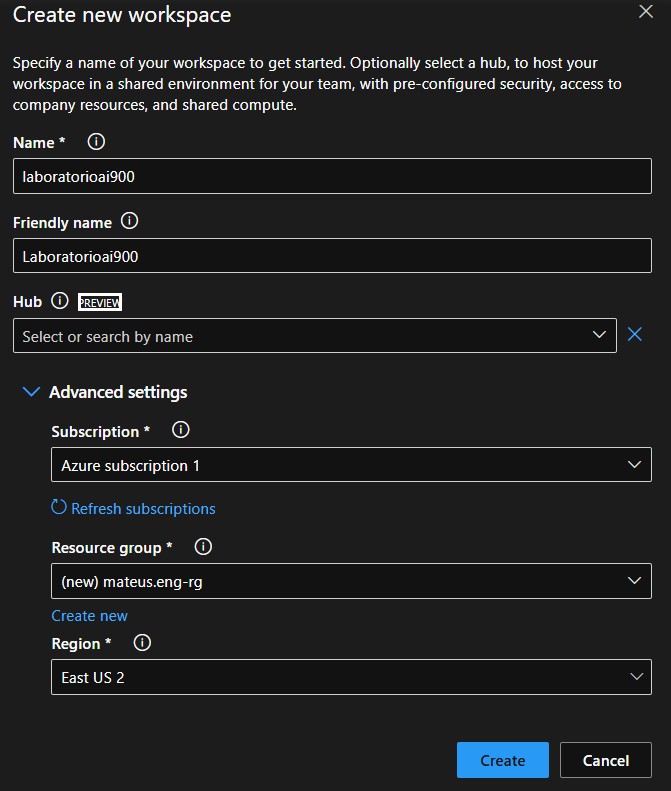 Create new workspace
Specify a name of your workspace to get started. Optionally select a hub, to host your
workspace in a shared environment for your team, with pre-configured security, access to
company resources, and shared compute.
Name *
laboratorioai900
Friendly name
Laboratorioai900
Hub PREVIEW
Select or search by name
Advanced settings
Subscription *
Azure subscription 1
Refresh subscriptions
Resource group *
(new) mateus.eng-rg
Create new
Region *
East US 2
Create Cancel